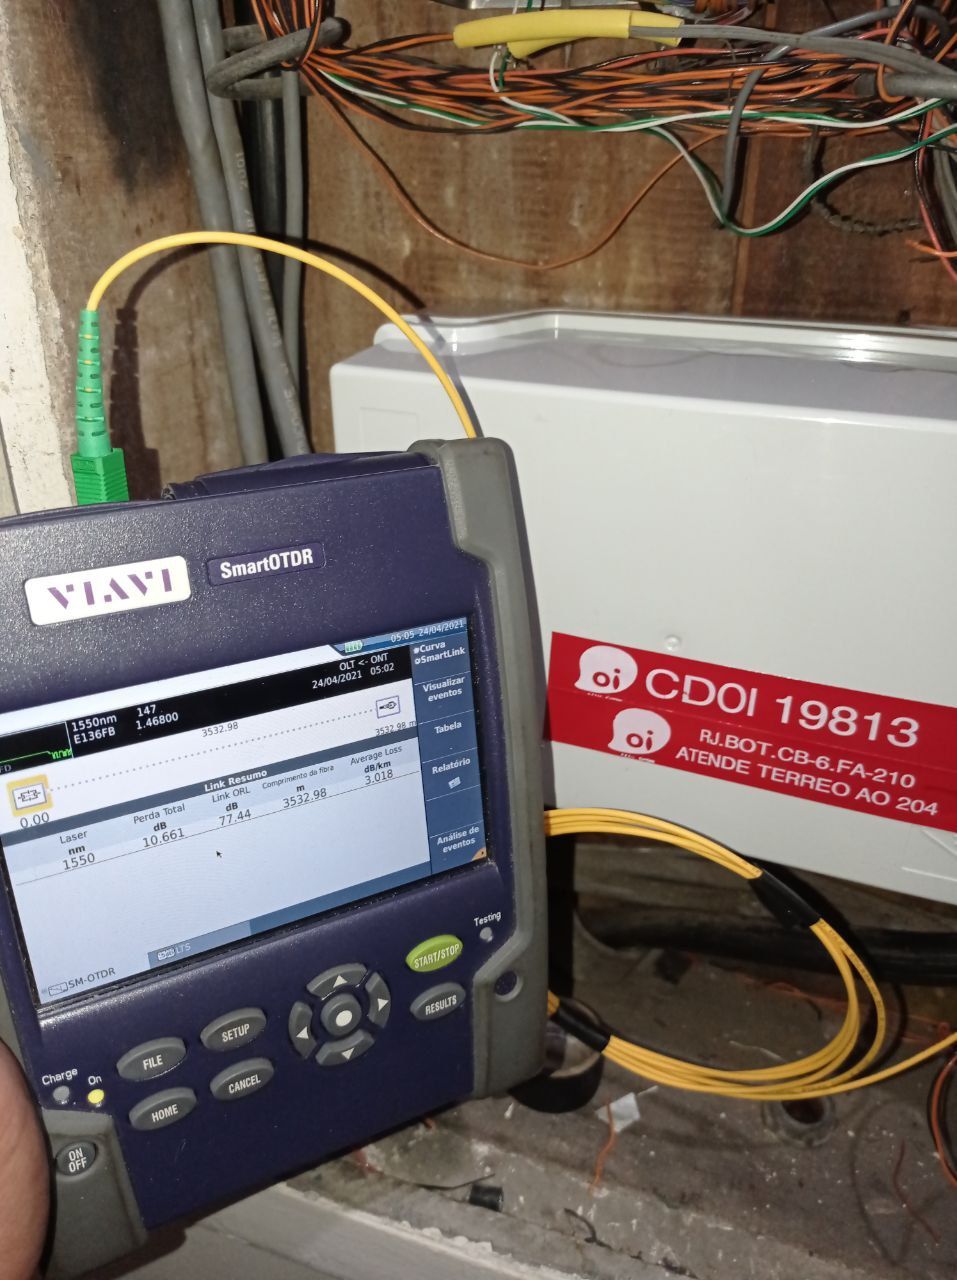 VIAVI
SmartOTDR
05:05 24/04/2021
OLT <- ONT
24/04/2021 05:02
1550nm 147
E136FB 1.46800
3532.98
3532.98 m
0.00
Link Resumo
Laser Perda Total Link ORL Comprimento da fibra Average Loss
nm dB dB m dB/km
1550 10.661 77.44 3532.98 3.018
Curva
SmartLink
Visualizar
eventos
Tabela
Relatório
Análise de
eventos
LTS
SM-OTDR
Testing
START/STOP
RESULTS
SETUP
FILE
CANCEL
HOME
Charge
On
ON
OFF
oi CDOI 19813
oi RJ.BOT.CB-6.FA-210
ATENDE TERREO AO 204